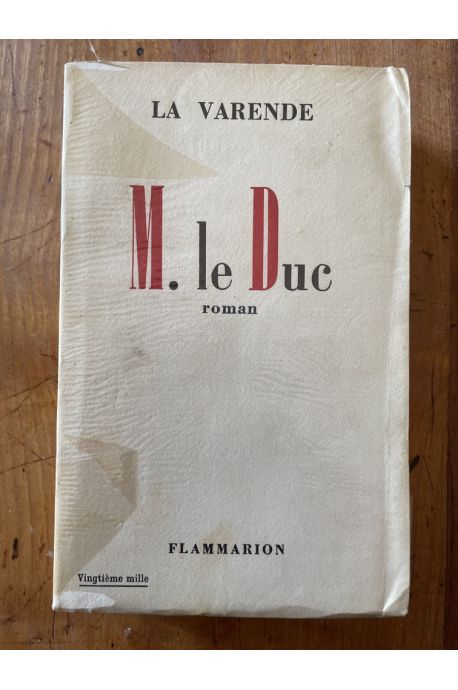 LA VARENDE
M. le Duc
roman
FLAMMARION
Vingtième mille